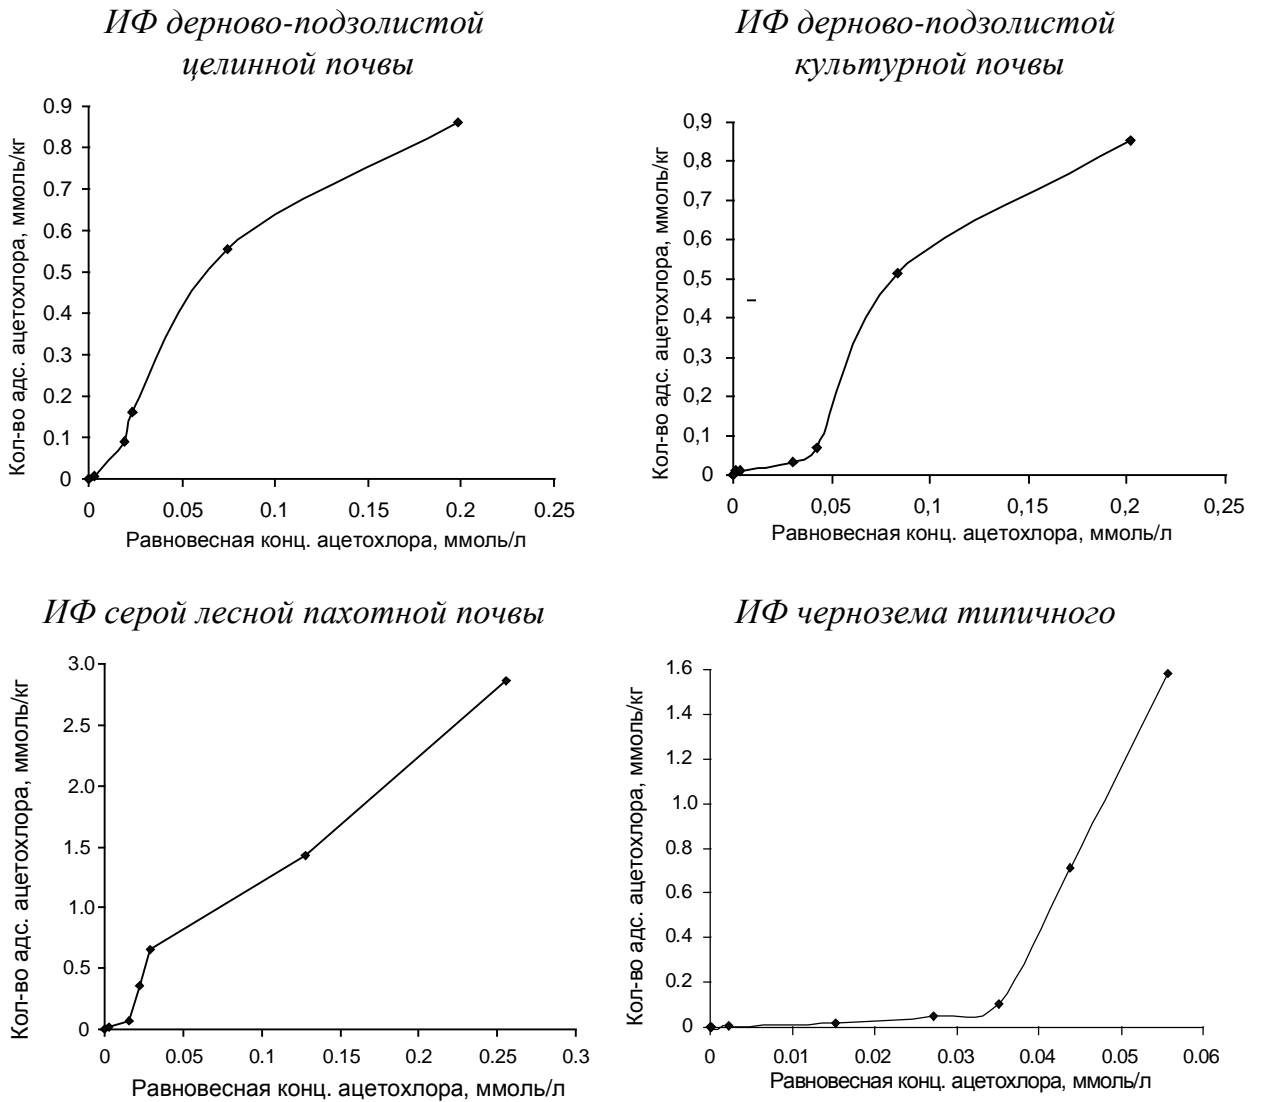 ИФ дерново-подзолистой
целинной почвы
0.9
0.8
0.7
0.6
0.5
0.4
0.3
0.2
0.1
0
Кол-во адс. ацетохлора, ммоль/кг
0 0.05 0.1 0.15 0.2 0.25
Равновесная конц. ацетохлора, ммоль/л
ИФ дерново-подзолистой
культурной почвы
0,9
0,8
0,7
0,6
0,5
0,4
0,3
0,2
0,1
0
Кол-во адс. ацетохлора, ммоль/кг
0 0,05 0,1 0,15 0,2 0,25
Равновесная конц. ацетохлора, ммоль/л
ИФ серой лесной пахотной почвы
3.0
2.5
2.0
1.5
1.0
0.5
0
Кол-во адс. ацетохлора, ммоль/кг
0 0.05 0.1 0.15 0.2 0.25 0.3
Равновесная конц. ацетохлора, ммоль/л
ИФ чернозема типичного
1.6
1.4
1.2
1.0
0.8
0.6
0.4
0.2
0
Кол-во адс. ацетохлора, ммоль/кг
0 0.01 0.02 0.03 0.04 0.05 0.06
Равновесная конц. ацетохлора, ммоль/л